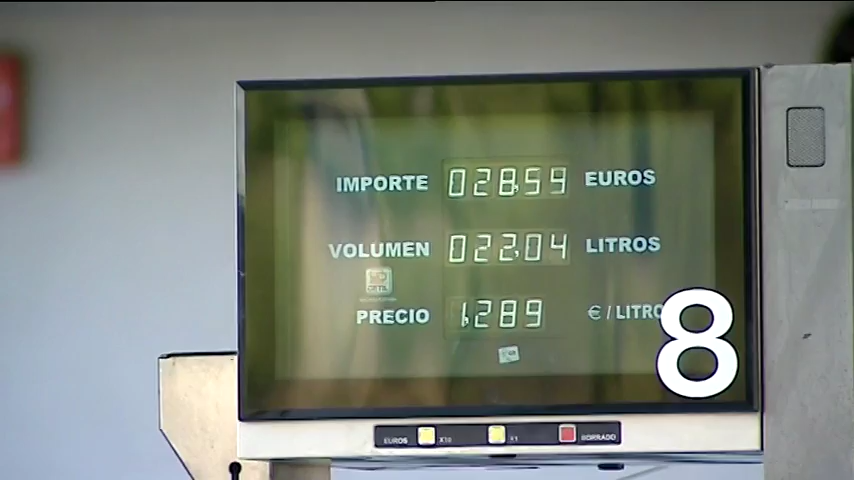 IMPORTE 028,59 EUROS
VOLUMEN 022,04 LITROS
PRECIO 1,289 € / LITRO
8
EUROS X10 X1 BORRADO